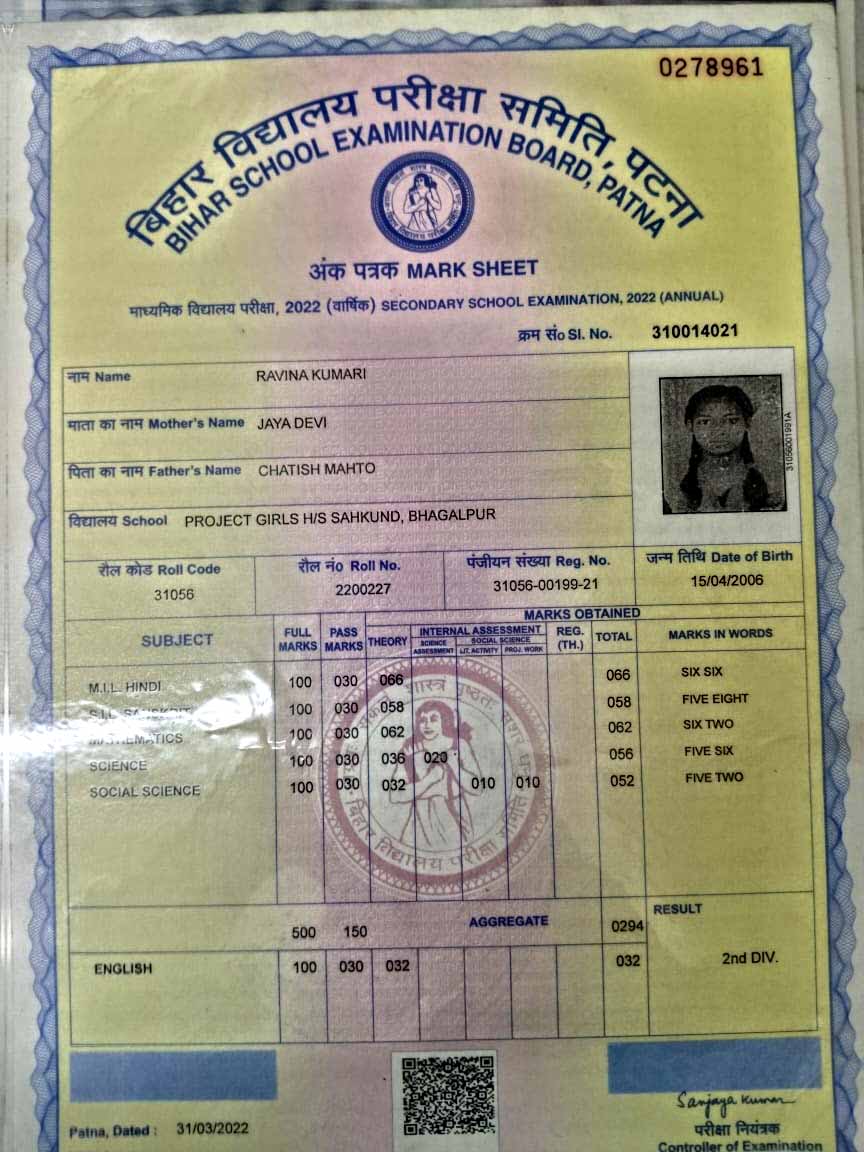 0278961
बिहार विद्यालय परीक्षा समिति, पटना
BIHAR SCHOOL EXAMINATION BOARD, PATNA
अंक पत्रक MARK SHEET
माध्यमिक विद्यालय परीक्षा, 2022 (वार्षिक) SECONDARY SCHOOL EXAMINATION, 2022 (ANNUAL)
क्रम सं० Sl. No. 310014021
नाम Name RAVINA KUMARI
माता का नाम Mother's Name JAYA DEVI
पिता का नाम Father's Name CHATISH MAHTO
विद्यालय School PROJECT GIRLS H/S SAHKUND, BHAGALPUR
31056001991A
रौल कोड Roll Code रौल नं० Roll No. पंजीयन संख्या Reg. No. जन्म तिथि Date of Birth
31056 2200227 31056-00199-21 15/04/2006
MARKS OBTAINED
SUBJECT FULL MARKS PASS MARKS THEORY INTERNAL ASSESSMENT REG. (TH.) TOTAL MARKS IN WORDS
SCIENCE ASSESSMENT SOCIAL SCIENCE LIT. ACTIVITY PROJ. WORK
M.I.L. HINDI 100 030 066 066 SIX SIX
S.I.L. SANSKRIT 100 030 058 058 FIVE EIGHT
MATHEMATICS 100 030 062 062 SIX TWO
SCIENCE 100 030 036 020 056 FIVE SIX
SOCIAL SCIENCE 100 030 032 010 010 052 FIVE TWO
बिहार विद्यालय परीक्षा समिति
500 150 AGGREGATE 0294 RESULT
ENGLISH 100 030 032 032 2nd DIV.
Patna, Dated : 31/03/2022
Sanjaya Kumar
परीक्षा नियंत्रक
Controller of Examination